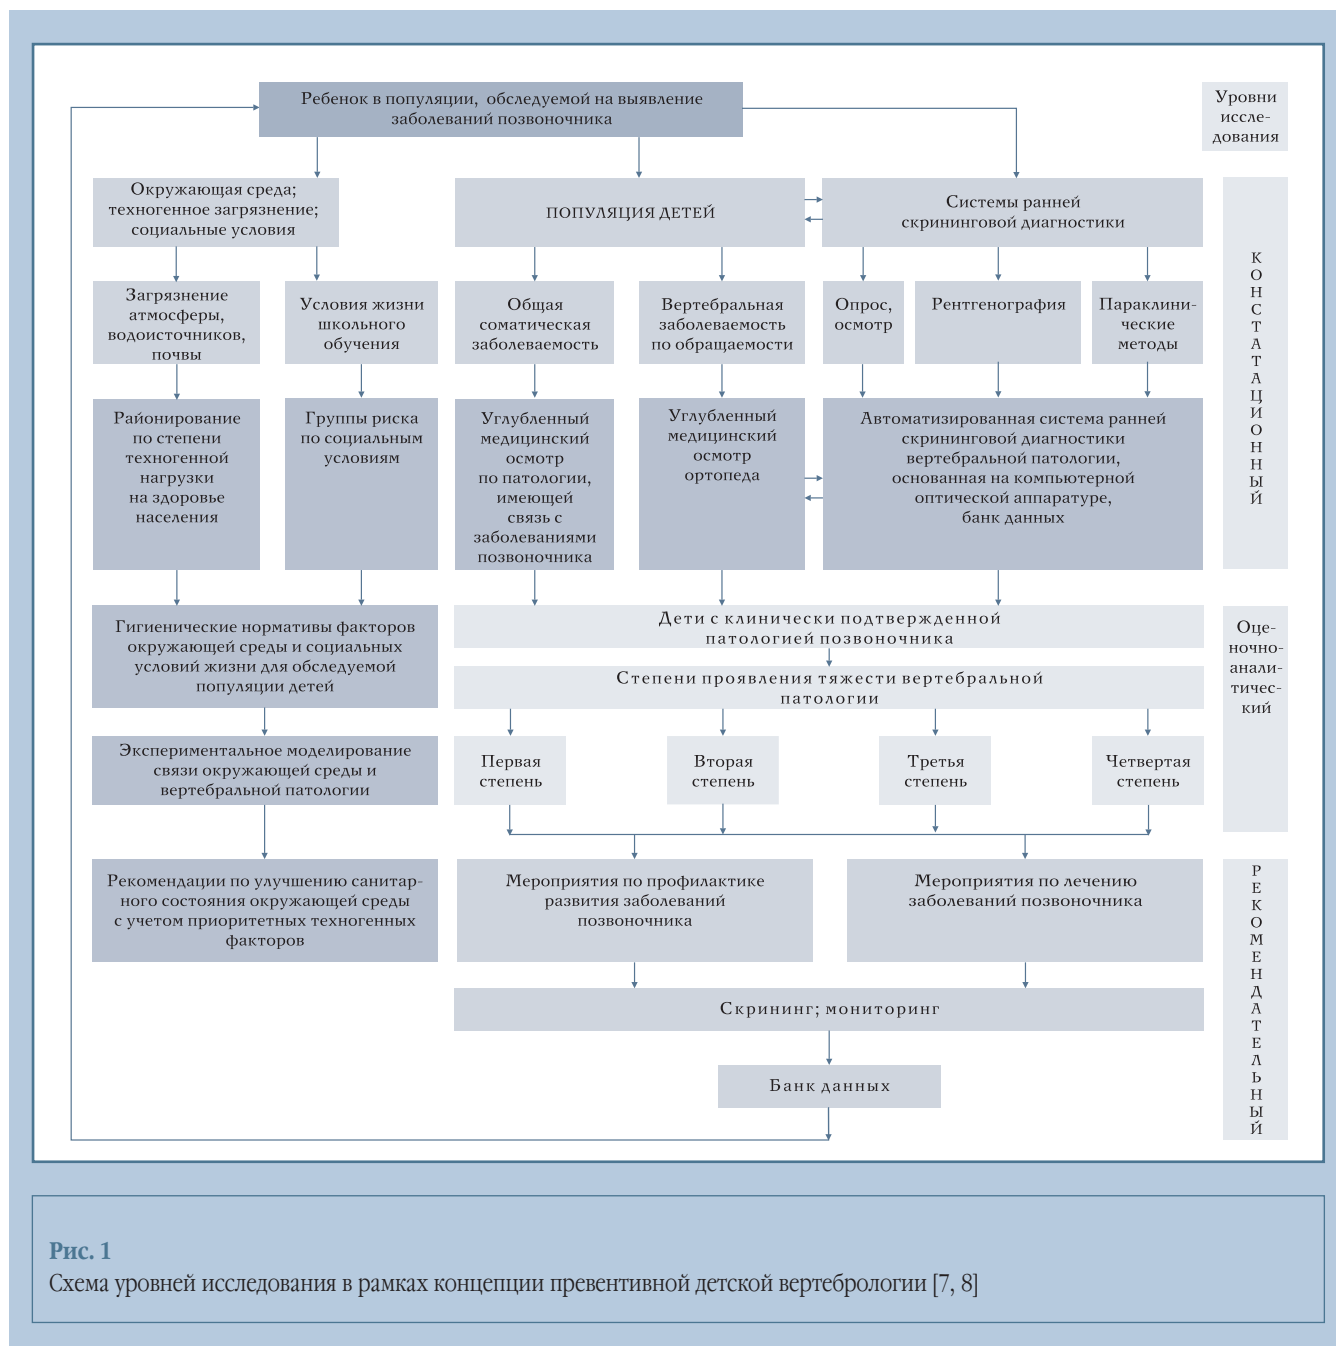 Ребенок в популяции, обследуемой на выявление
заболеваний позвоночника
Уровни
иссле-
дования
Окружающая среда;
техногенное загрязнение;
социальные условия
ПОПУЛЯЦИЯ ДЕТЕЙ
Системы ранней
скрининговой диагностики
Загрязнение
атмосферы,
водоисточников,
почвы
Условия жизни
школьного
обучения
Общая
соматическая
заболеваемость
Вертебральная
заболеваемость
по обращаемости
Опрос,
осмотр
Рентгенография
Параклини-
ческие
методы
КОНСТАТАЦИОННЫЙ
Районирование
по степени
техногенной
нагрузки
на здоровье
населения
Группы риска
по социальным
условиям
Углубленный
медицинский
осмотр
по патологии,
имеющей
связь с
заболеваниями
позвоночника
Углубленный
медицинский
осмотр
ортопеда
Автоматизированная система ранней
скрининговой диагностики
вертебральной патологии,
основанная на компьютерной
оптической аппаратуре,
банк данных
Гигиенические нормативы факторов
окружающей среды и социальных
условий жизни для обследуемой
популяции детей
Дети с клинически подтвержденной
патологией позвоночника
Степени проявления тяжести вертебральной
патологии
Оце-
ночно-
анали-
тичес-
кий
Экспериментальное моделирование
связи окружающей среды и
вертебральной патологии
Первая
степень
Вторая
степень
Третья
степень
Четвертая
степень
Рекомендации по улучшению санитар-
ного состояния окружающей среды
с учетом приоритетных техногенных
факторов
Мероприятия по профилактике
развития заболеваний
позвоночника
Мероприятия по лечению
заболеваний позвоночника
РЕКОМЕНДАТЕЛЬНЫЙ
Скрининг; мониторинг
Банк данных
Рис. 1
Схема уровней исследования в рамках концепции превентивной детской вертебрологии [7, 8]